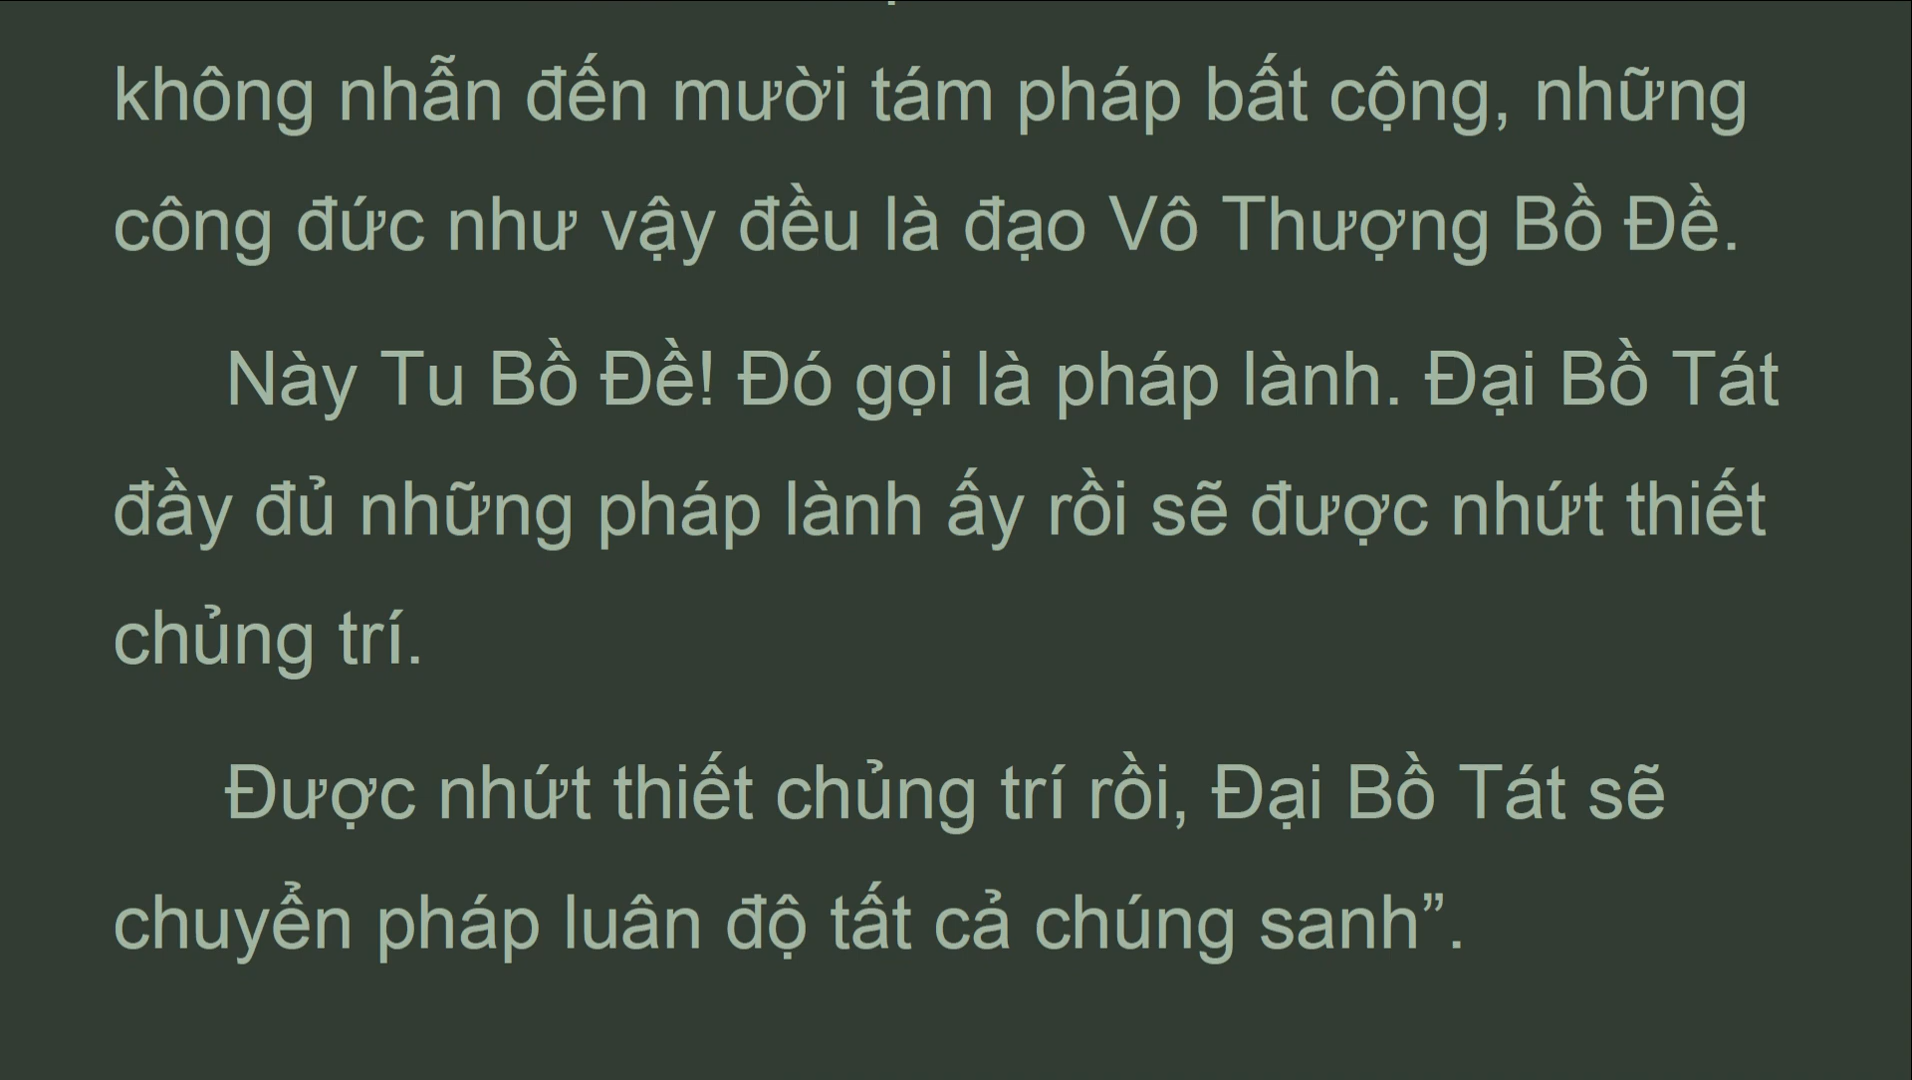 không nhẫn đến mười tám pháp bất cộng, những
công đức như vậy đều là đạo Vô Thượng Bồ Đề.
Này Tu Bồ Đề! Đó gọi là pháp lành. Đại Bồ Tát
đầy đủ những pháp lành ấy rồi sẽ được nhứt thiết
chủng trí.
Được nhứt thiết chủng trí rồi, Đại Bồ Tát sẽ
chuyển pháp luân độ tất cả chúng sanh”.